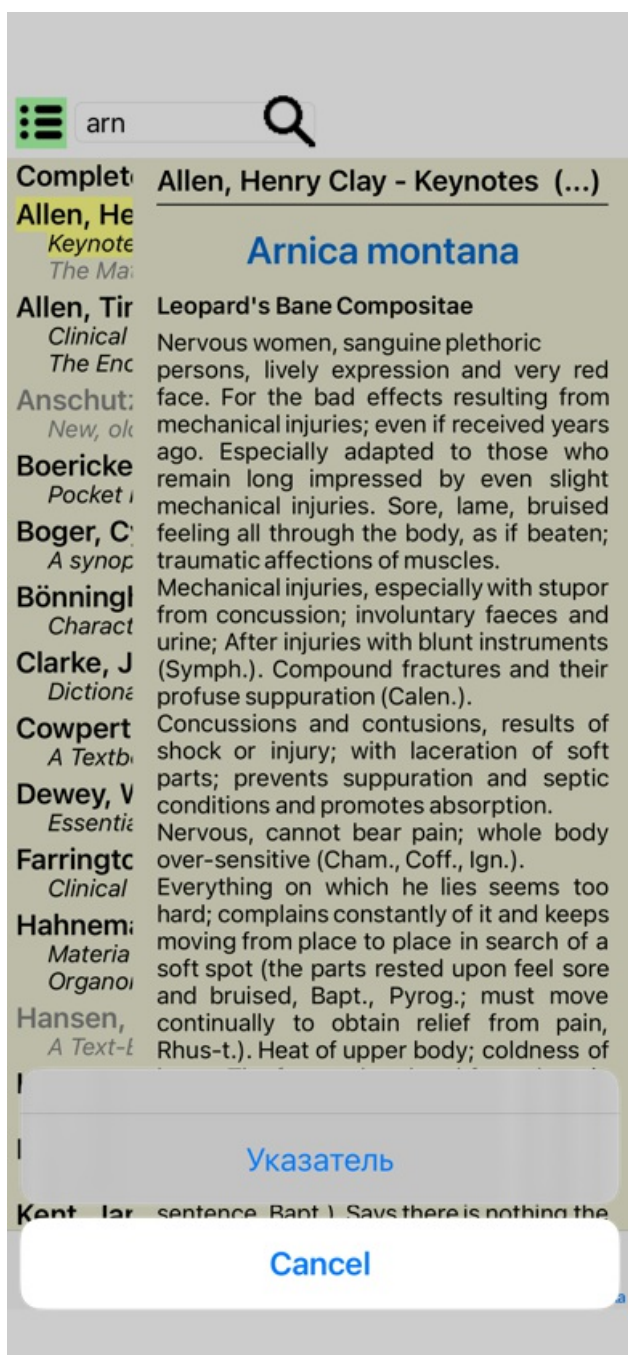 arn
Complet
Allen, He
Keynote
The Mat
Allen, Tir
Clinical
The Enc
Anschutz
New, old
Boericke
Pocket
Boger, C
A synop
Bönningh
Charact
Clarke, J
Dictiona
Cowpert
A Textb
Dewey, W
Essentia
Farringto
Clinical
Hahnema
Materia
Organo
Hansen,
A Text-
Kent, Jar
Allen, Henry Clay - Keynotes (...)
Arnica montana
Leopard's Bane Compositae
Nervous women, sanguine plethoric
persons, lively expression and very red
face. For the bad effects resulting from
mechanical injuries; even if received years
ago. Especially adapted to those who
remain long impressed by even slight
mechanical injuries. Sore, lame, bruised
feeling all through the body, as if beaten;
traumatic affections of muscles.
Mechanical injuries, especially with stupor
from concussion; involuntary faeces and
urine; After injuries with blunt instruments
(Symph.). Compound fractures and their
profuse suppuration (Calen.).
Concussions and contusions, results of
shock or injury; with laceration of soft
parts; prevents suppuration and septic
conditions and promotes absorption.
Nervous, cannot bear pain; whole body
over-sensitive (Cham., Coff., Ign.).
Everything on which he lies seems too
hard; complains constantly of it and keeps
moving from place to place in search of a
soft spot (the parts rested upon feel sore
and bruised, Bapt., Pyrog.; must move
continually to obtain relief from pain,
Rhus-t.). Heat of upper body; coldness of
sentence, Bapt.). Says there is nothing the
Указатель
Cancel